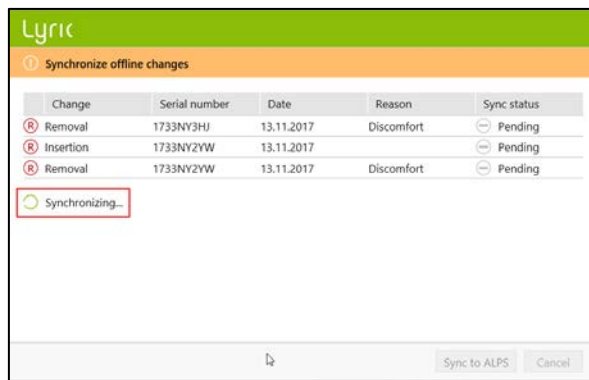 Lyric
Synchronize offline changes
Change Serial number Date Reason Sync status
R Removal 1733NY3HJ 13.11.2017 Discomfort Pending
R Insertion 1733NY2YW 13.11.2017 Pending
R Removal 1733NY2YW 13.11.2017 Discomfort Pending
Synchronizing...
Sync to ALPS Cancel